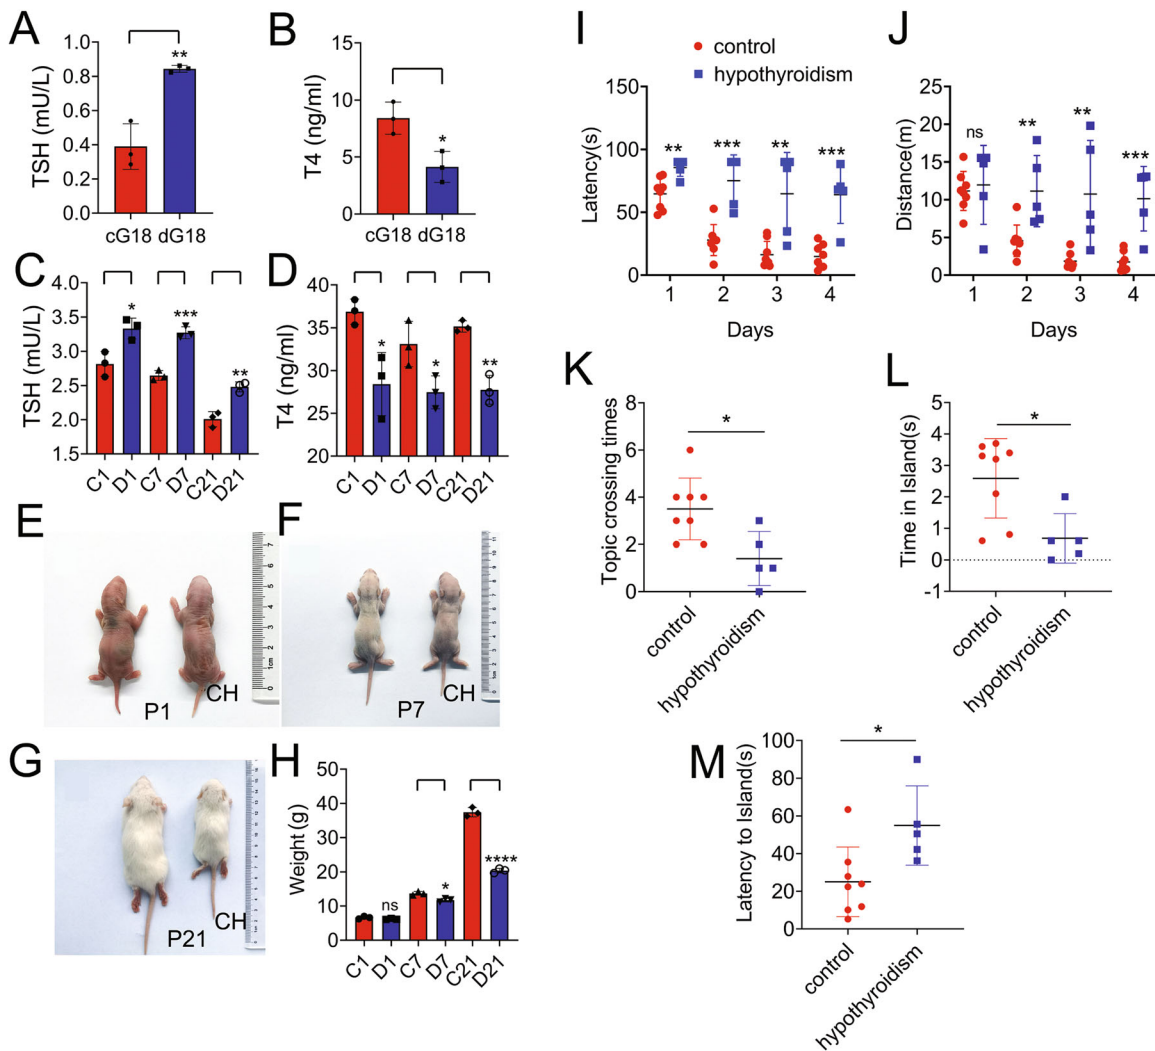 A
TSH (mU/L)
1.0
0.8
0.6
0.4
0.2
0.0
**
cG18 dG18
B
T4 (ng/ml)
15
10
5
0
*
cG18 dG18
C
TSH (mU/L)
3.5
3.0
2.5
2.0
1.5
* *** **
C1 D1 C7 D7 C21 D21
D
T4 (ng/ml)
40
35
30
25
20
* * **
C1 D1 C7 D7 C21 D21
E
P1
CH
1cm
F
P7
CH
1cm
G
P21
CH
H
Weight (g)
50
40
30
20
10
0
ns * ****
C1 D1 C7 D7 C21 D21
I
control
hypothyroidism
Latency(s)
150
100
50
0
** *** ** ***
1 2 3 4
Days
J
Distance(m)
25
20
15
10
5
0
ns ** ** ***
1 2 3 4
Days
K
Topic crossing times
8
6
4
2
0
*
control
hypothyroidism
L
Time in Island(s)
5
4
3
2
1
0
-1
*
control
hypothyroidism
M
Latency to Island(s)
100
80
60
40
20
0
*
control
hypothyroidism